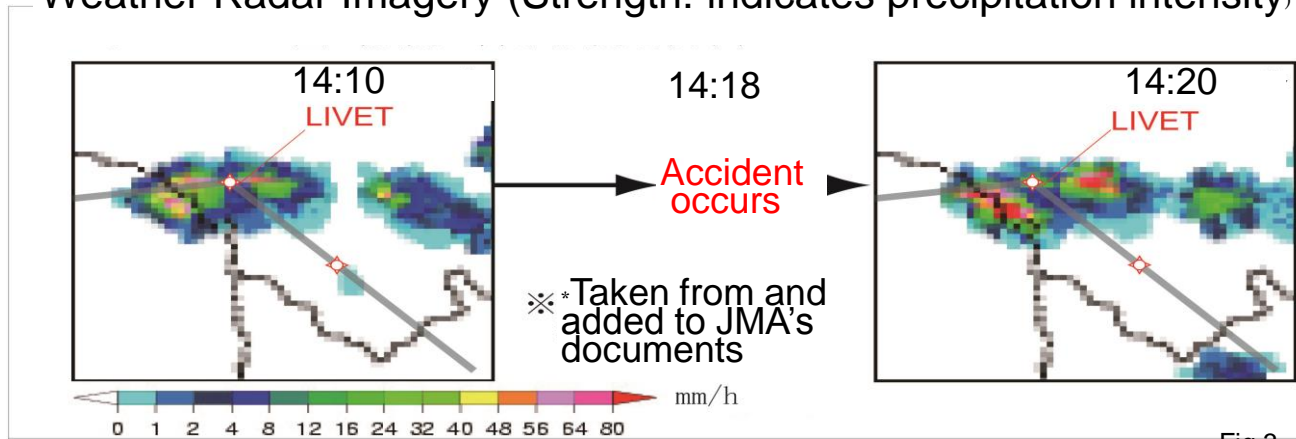 Weather Radar Imagery (Strength: indicates precipitation intensity)
14:10
LIVET
14:18
Accident
occurs
※ *Taken from and
added to JMA's
documents
14:20
LIVET
mm/h
0 1 2 4 8 12 16 24 32 40 48 56 64 80